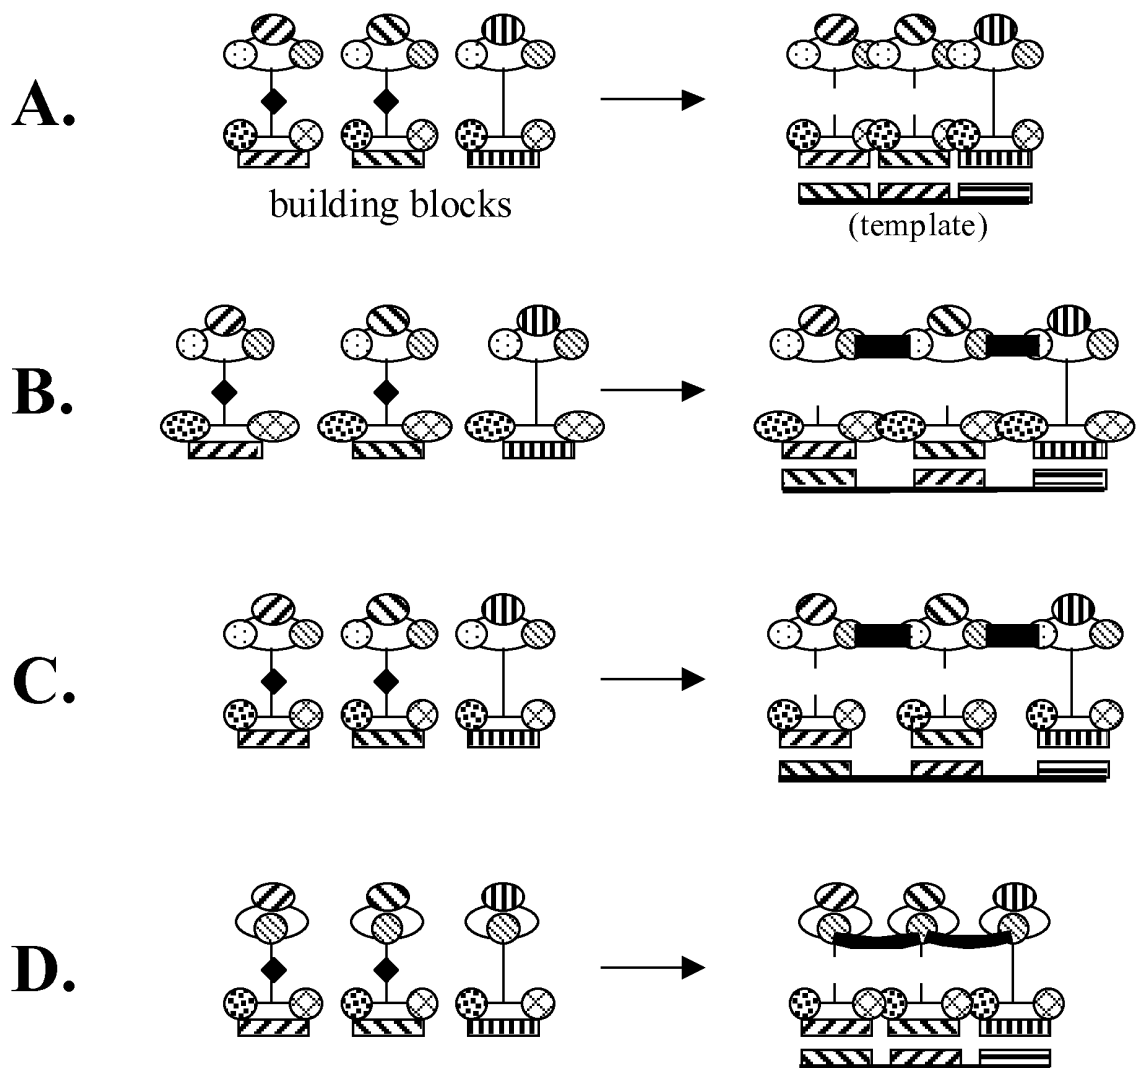 A.
building blocks
(template)
B.
C.
D.